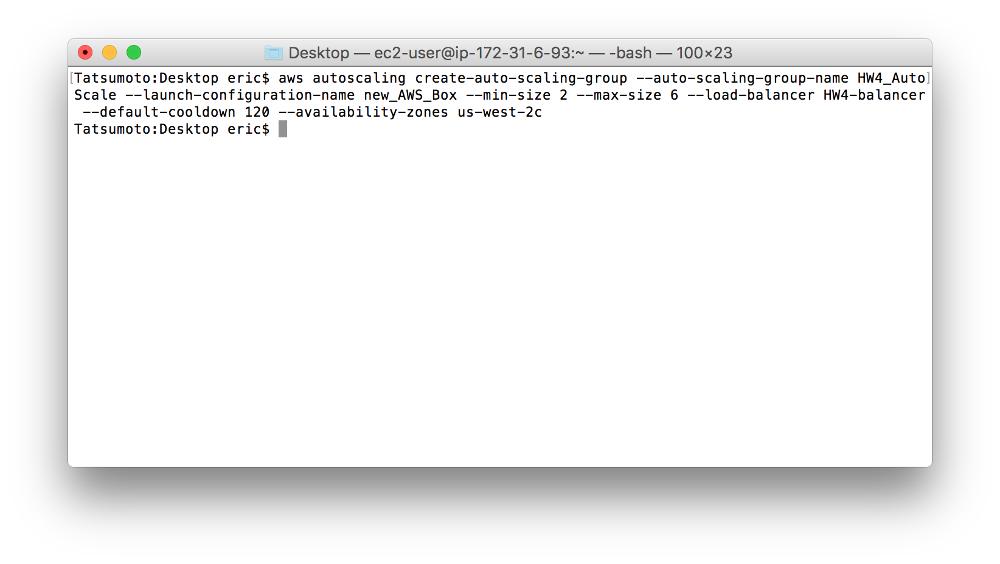 Desktop — ec2-user@ip-172-31-6-93:~ — -bash — 100×23
[Tatsumoto:Desktop eric$ aws autoscaling create-auto-scaling-group --auto-scaling-group-name HW4_Auto]
Scale --launch-configuration-name new_AWS_Box --min-size 2 --max-size 6 --load-balancer HW4-balancer
 --default-cooldown 120 --availability-zones us-west-2c
Tatsumoto:Desktop eric$